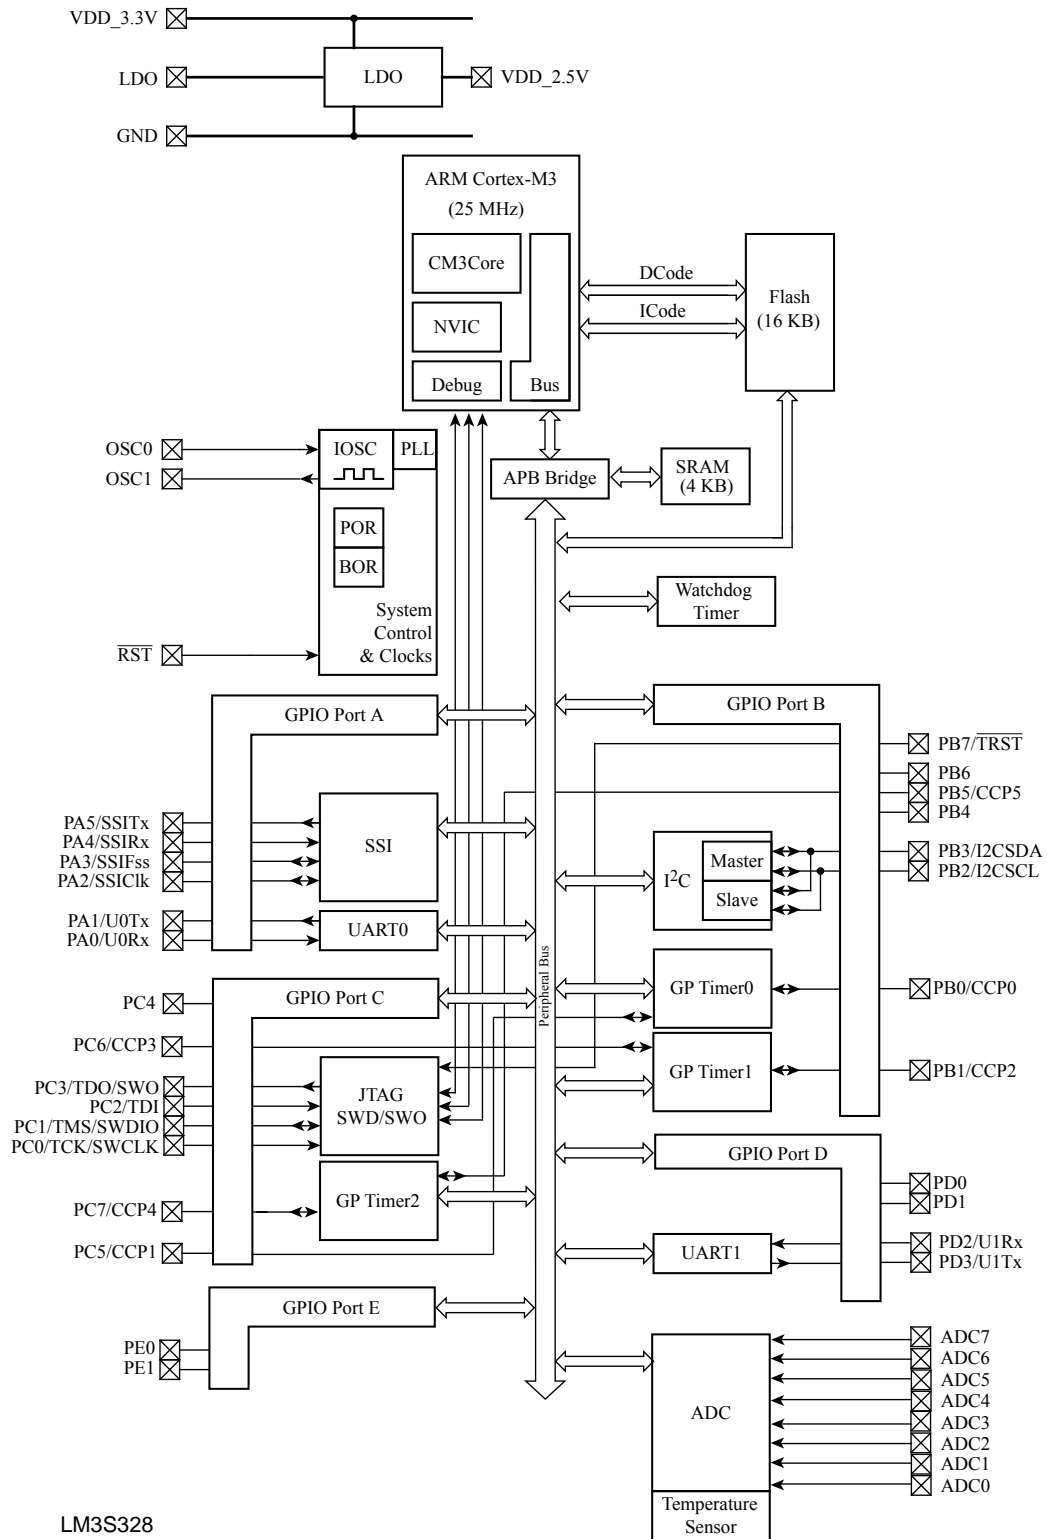 VDD_3.3V
LDO
LDO
VDD_2.5V
GND
ARM Cortex-M3
(25 MHz)
CM3Core
NVIC
Debug
Bus
DCode
ICode
Flash
(16 KB)
OSC0
OSC1
IOSC
PLL
POR
BOR
System
Control
& Clocks
RST
APB Bridge
SRAM
(4 KB)
Watchdog
Timer
GPIO Port A
PA5/SSITx
PA4/SSIRx
PA3/SSIFss
PA2/SSIClk
SSI
PA1/U0Tx
PA0/U0Rx
UART0
GPIO Port B
PB7/TRST
PB6
PB5/CCP5
PB4
PB3/I2CSDA
PB2/I2CSCL
I²C
Master
Slave
Peripheral Bus
GP Timer0
PB0/CCP0
GP Timer1
PB1/CCP2
GPIO Port C
PC4
PC6/CCP3
PC3/TDO/SWO
PC2/TDI
PC1/TMS/SWDIO
PC0/TCK/SWCLK
JTAG
SWD/SWO
GP Timer2
PC7/CCP4
PC5/CCP1
GPIO Port D
PD0
PD1
UART1
PD2/U1Rx
PD3/U1Tx
GPIO Port E
PE0
PE1
ADC
ADC7
ADC6
ADC5
ADC4
ADC3
ADC2
ADC1
ADC0
Temperature
Sensor
LM3S328